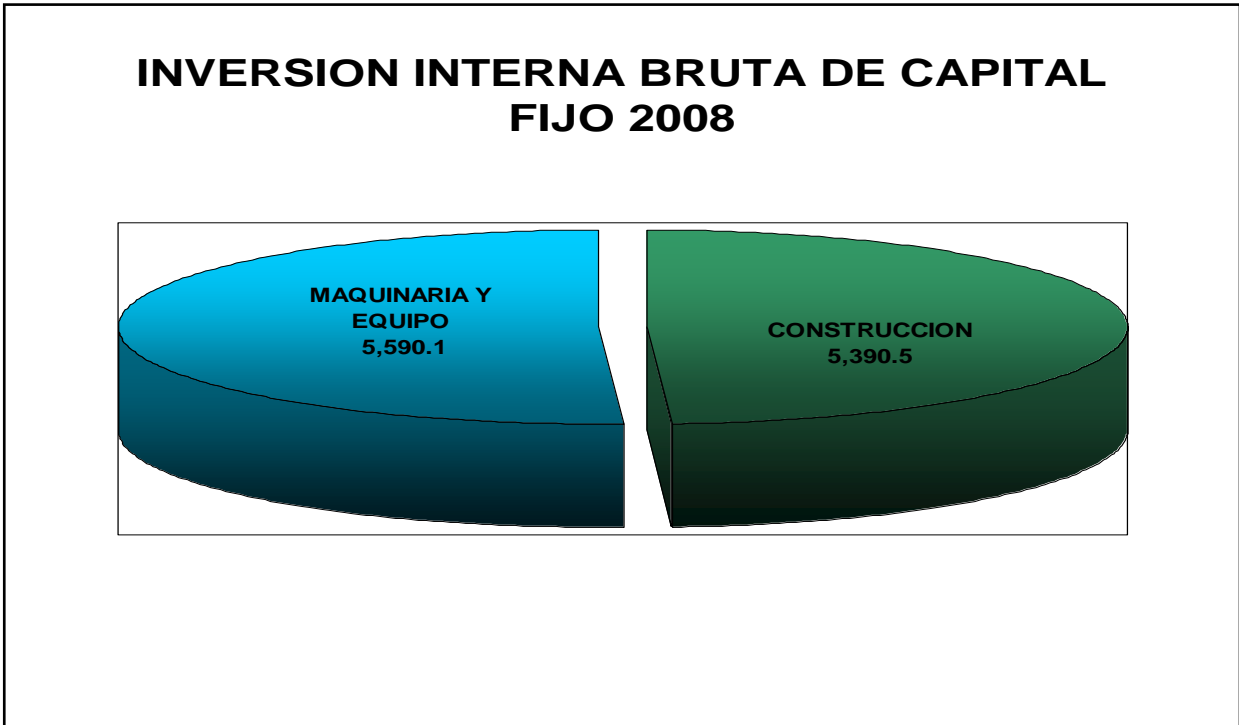 INVERSION INTERNA BRUTA DE CAPITAL
FIJO 2008
MAQUINARIA Y
EQUIPO
5,590.1
CONSTRUCCION
5,390.5